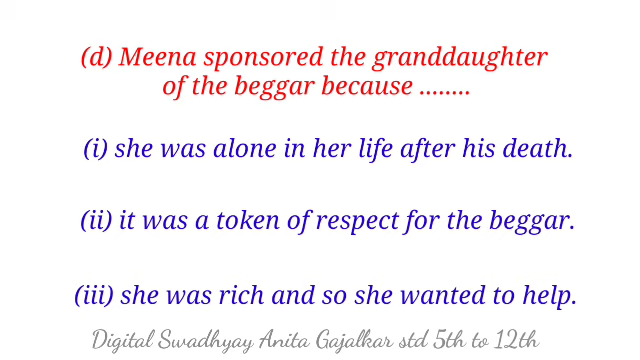 (d) Meena sponsored the granddaughter
of the beggar because ........
(i) she was alone in her life after his death.
(ii) it was a token of respect for the beggar.
(iii) she was rich and so she wanted to help.
Digital Swadhyay Anita Gajalkar std 5th to 12th